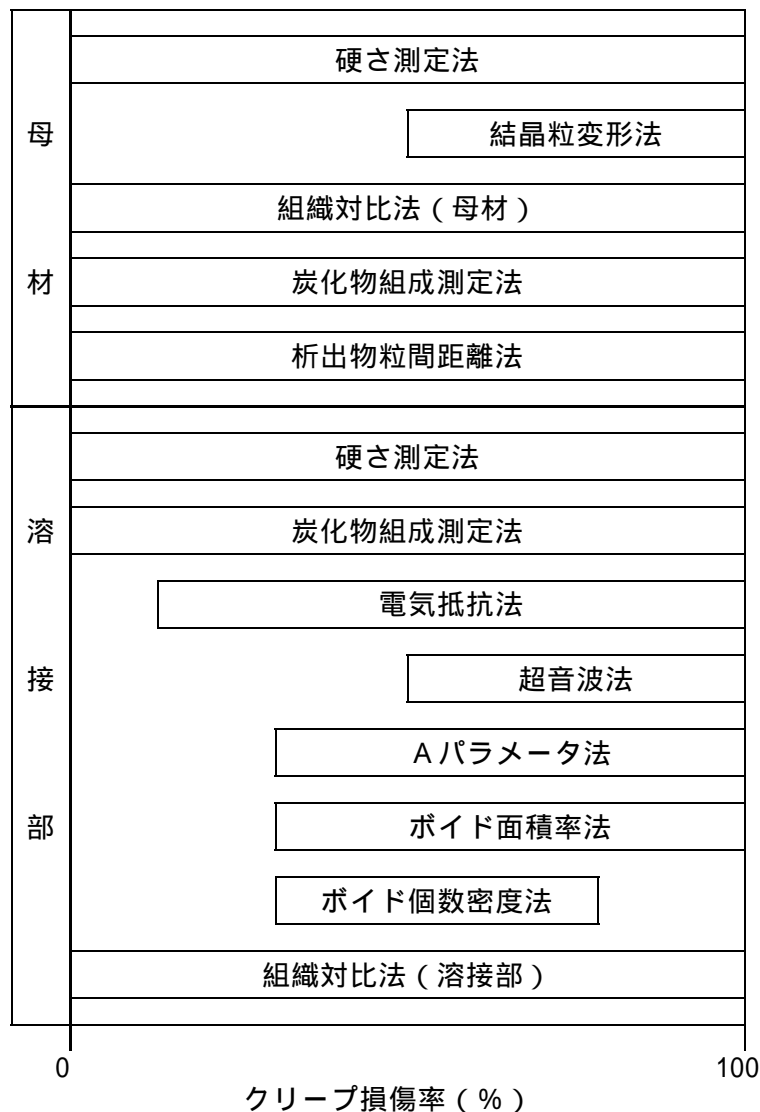 母材
硬さ測定法
結晶粒変形法
組織対比法(母材)
炭化物組成測定法
析出物粒間距離法
溶接部
硬さ測定法
炭化物組成測定法
電気抵抗法
超音波法
Aパラメータ法
ボイド面積率法
ボイド個数密度法
組織対比法(溶接部)
0
100
クリープ損傷率(%)